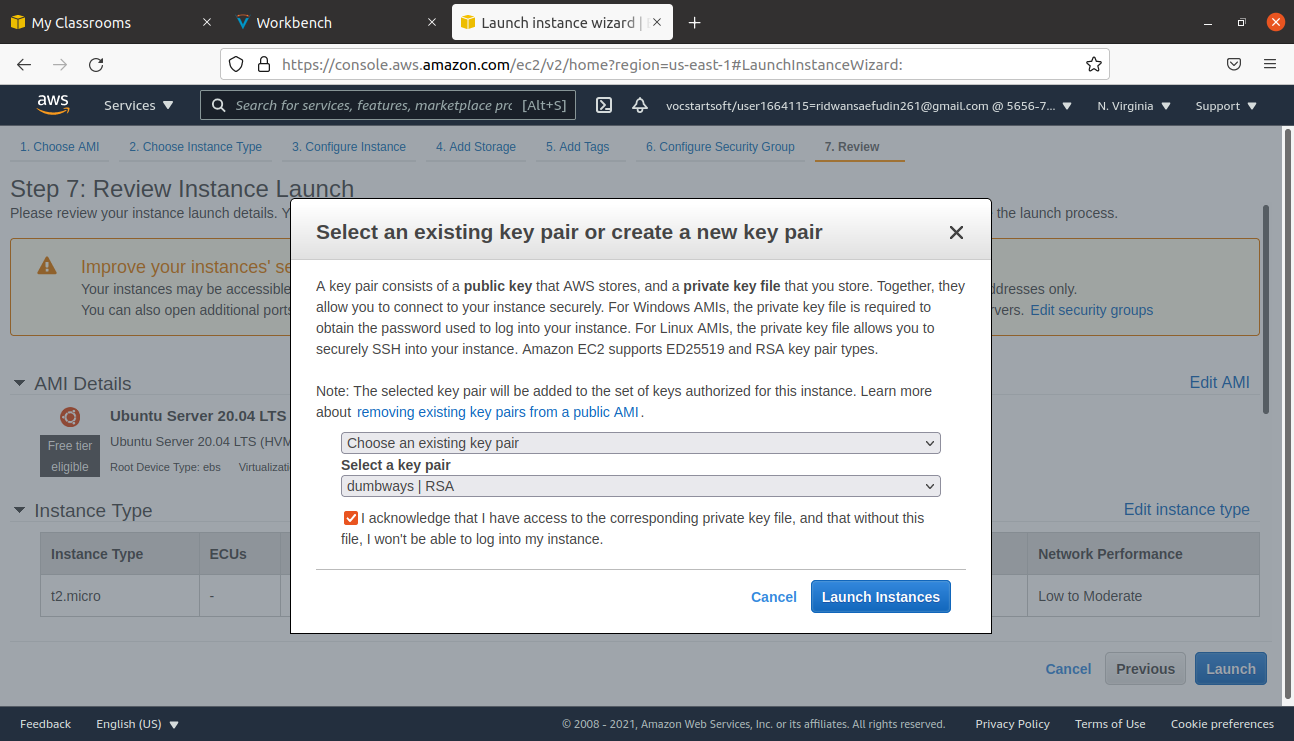 My Classrooms
Workbench
Launch instance wizard |
https://console.aws.amazon.com/ec2/v2/home?region=us-east-1#LaunchInstanceWizard:
aws
Services
Search for services, features, marketplace prc [Alt+S]
vocstartsoft/user1664115=ridwansaefudin261@gmail.com @ 5656-7...
N. Virginia
Support
1. Choose AMI 2. Choose Instance Type 3. Configure Instance 4. Add Storage 5. Add Tags 6. Configure Security Group 7. Review
Step 7: Review Instance Launch
Please review your instance launch details. Y
the launch process.
Improve your instances' se
Your instances may be accessible
ddresses only.
You can also open additional ports
rvers. Edit security groups
Select an existing key pair or create a new key pair
A key pair consists of a public key that AWS stores, and a private key file that you store. Together, they
allow you to connect to your instance securely. For Windows AMIs, the private key file is required to
obtain the password used to log into your instance. For Linux AMIs, the private key file allows you to
securely SSH into your instance. Amazon EC2 supports ED25519 and RSA key pair types.
Note: The selected key pair will be added to the set of keys authorized for this instance. Learn more
about removing existing key pairs from a public AMI.
Choose an existing key pair
Select a key pair
dumbways | RSA
I acknowledge that I have access to the corresponding private key file, and that without this
file, I won't be able to log into my instance.
Cancel
Launch Instances
AMI Details
Edit AMI
Ubuntu Server 20.04 LTS
Free tier
eligible
Ubuntu Server 20.04 LTS (HVM
Root Device Type: ebs Virtualizati
Instance Type
Edit instance type
Instance Type ECUs Network Performance
t2.micro - Low to Moderate
Cancel
Previous
Launch
Feedback
English (US)
© 2008 - 2021, Amazon Web Services, Inc. or its affiliates. All rights reserved.
Privacy Policy
Terms of Use
Cookie preferences